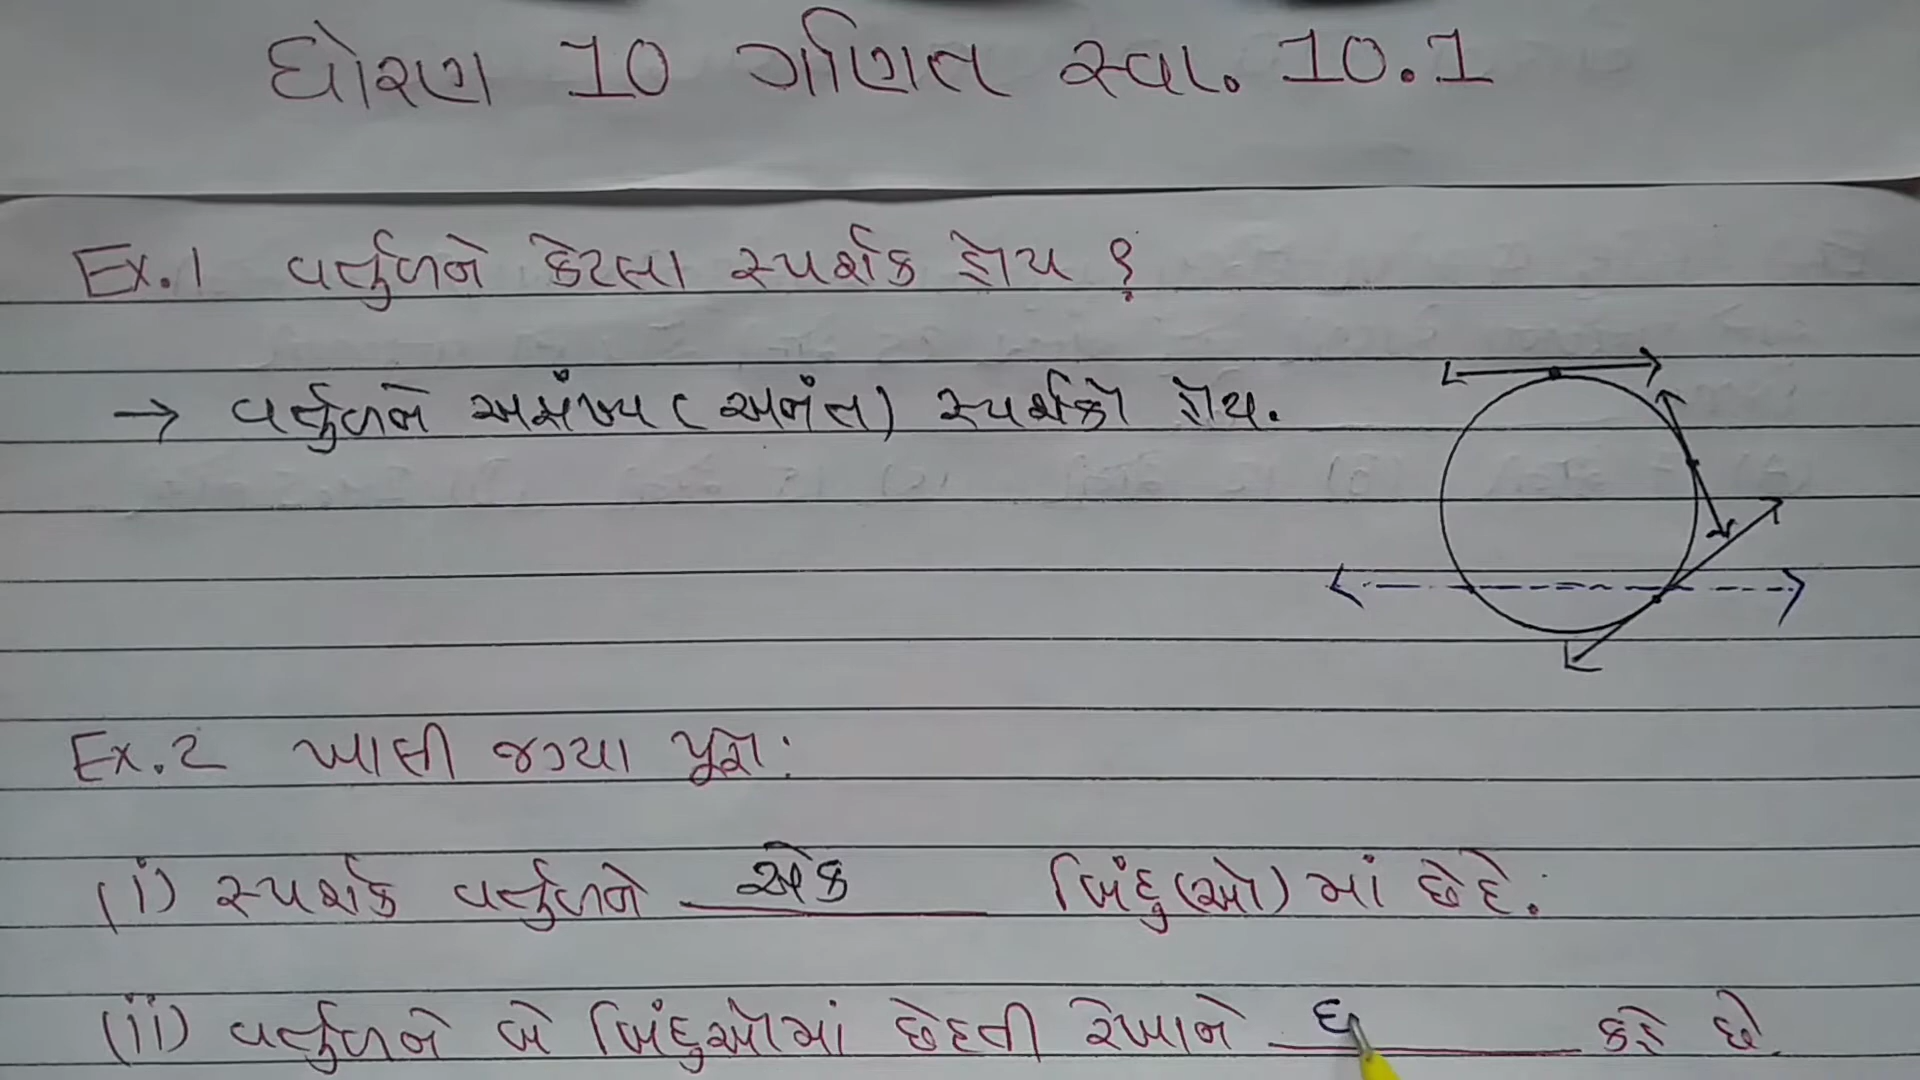 ધોરણ 10 ગણિત સ્વા. 10.1
Ex.1 વર્તુળને કેટલા સ્પર્શક હોય ?
→ વર્તુળને અસંખ્ય (અનંત) સ્પર્શકો હોય.
Ex.2 ખાલી જગ્યા પૂરો:
(i) સ્પર્શક વર્તુળને એક બિંદુ(ઓ)માં છેદે.
(ii) વર્તુળને બે બિંદુઓમાં છેદતી રેખાને છ કહે છે.